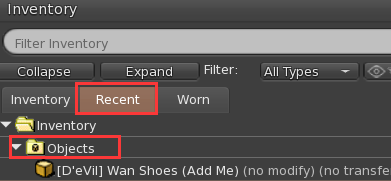 Inventory
Filter Inventory
Collapse Expand Filter: All Types
Inventory Recent Worn
Inventory
Objects
[D'eVil] Wan Shoes (Add Me) (no modify) (no transfe